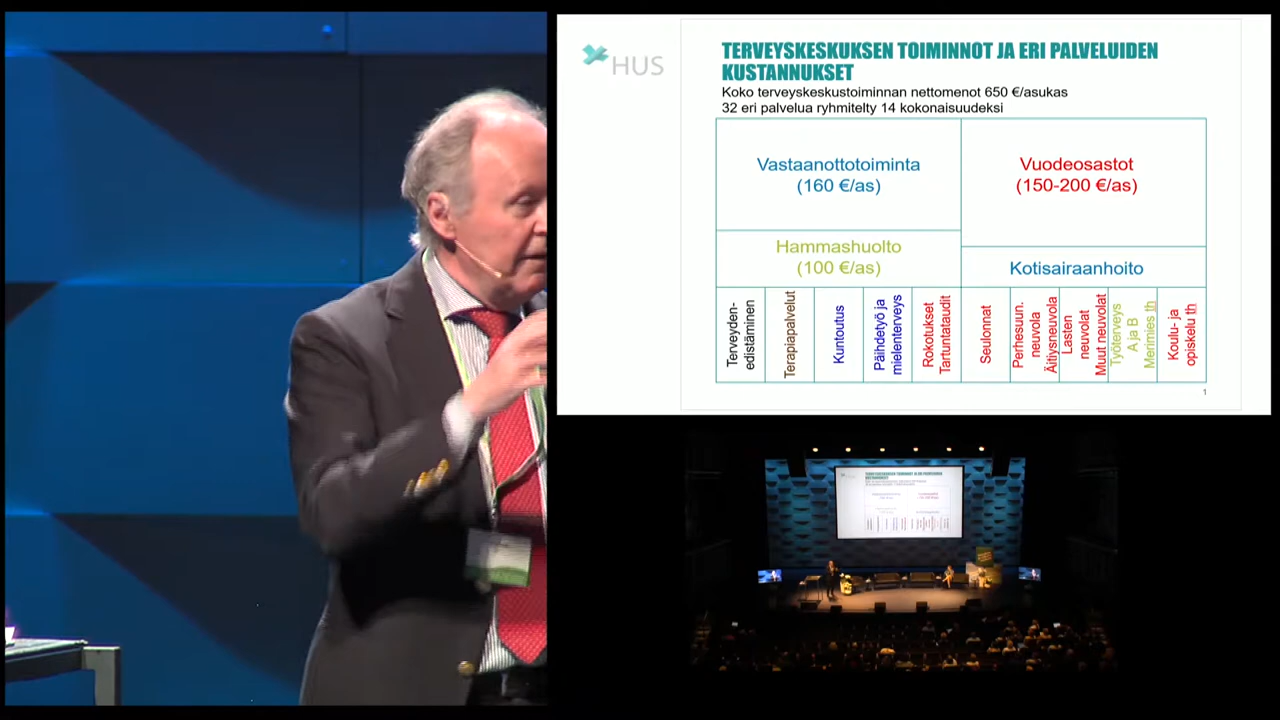 HUS
TERVEYSKESKUKSEN TOIMINNOT JA ERI PALVELUIDEN
KUSTANNUKSET
Koko terveyskeskustoiminnan nettomenot 650 €/asukas
32 eri palvelua ryhmitelty 14 kokonaisuudeksi
Vastaanottotoiminta
(160 €/as)
Vuodeosastot
(150-200 €/as)
Hammashuolto
(100 €/as)
Kotisairaanhoito
Terveyden-
edistäminen
Terapiapalvelut
Kuntoutus
Päihdetyö ja
mielenterveys
Rokotukset
Tartuntataudit
Seulonnat
Perhesuun.
neuvola
Äitiysneuvola
Lasten
neuvolat
Muut neuvolat
Työterveys
A ja B
Merimies th
Koulu- ja
opiskelu th
1